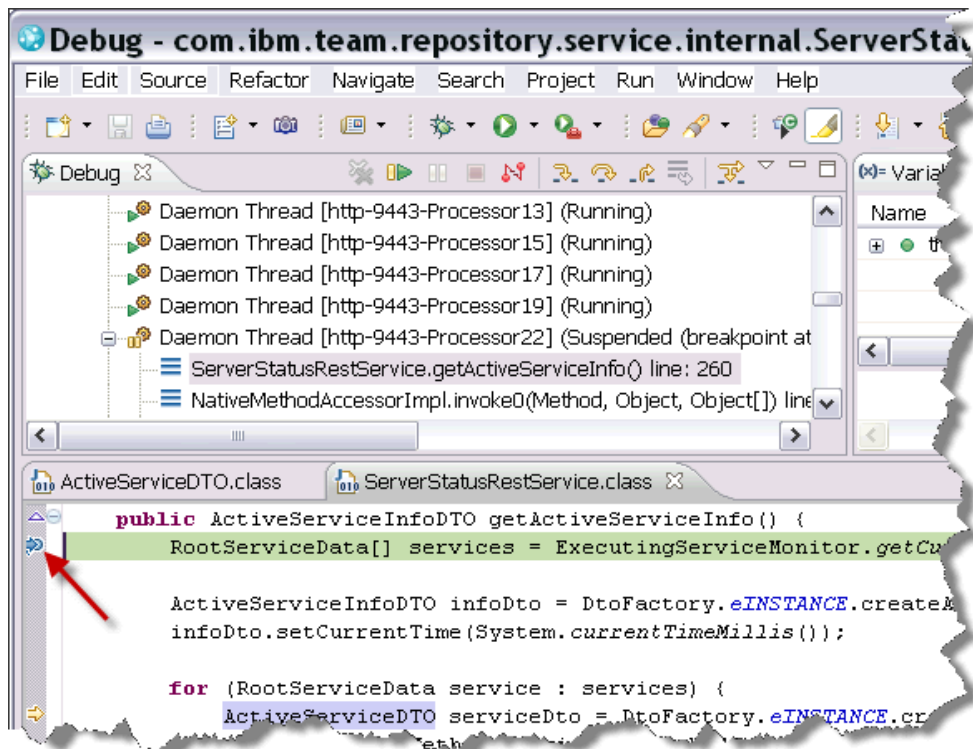 Debug - com.ibm.team.repository.service.internal.ServerSta
File Edit Source Refactor Navigate Search Project Run Window Help
Debug
(x)= Varia
Daemon Thread [http-9443-Processor13] (Running)
Name
Daemon Thread [http-9443-Processor15] (Running)
Daemon Thread [http-9443-Processor17] (Running)
Daemon Thread [http-9443-Processor19] (Running)
Daemon Thread [http-9443-Processor22] (Suspended (breakpoint at
ServerStatusRestService.getActiveServiceInfo() line: 260
NativeMethodAccessorImpl.invoke0(Method, Object, Object[]) line
ActiveServiceDTO.class ServerStatusRestService.class
public ActiveServiceInfoDTO getActiveServiceInfo() {
RootServiceData[] services = ExecutingServiceMonitor.getCu
ActiveServiceInfoDTO infoDto = DtoFactory.eINSTANCE.createA
infoDto.setCurrentTime(System.currentTimeMillis());
for (RootServiceData service : services) {
ActiveServiceDTO serviceDto = DtoFactory.eINSTANCE.cr